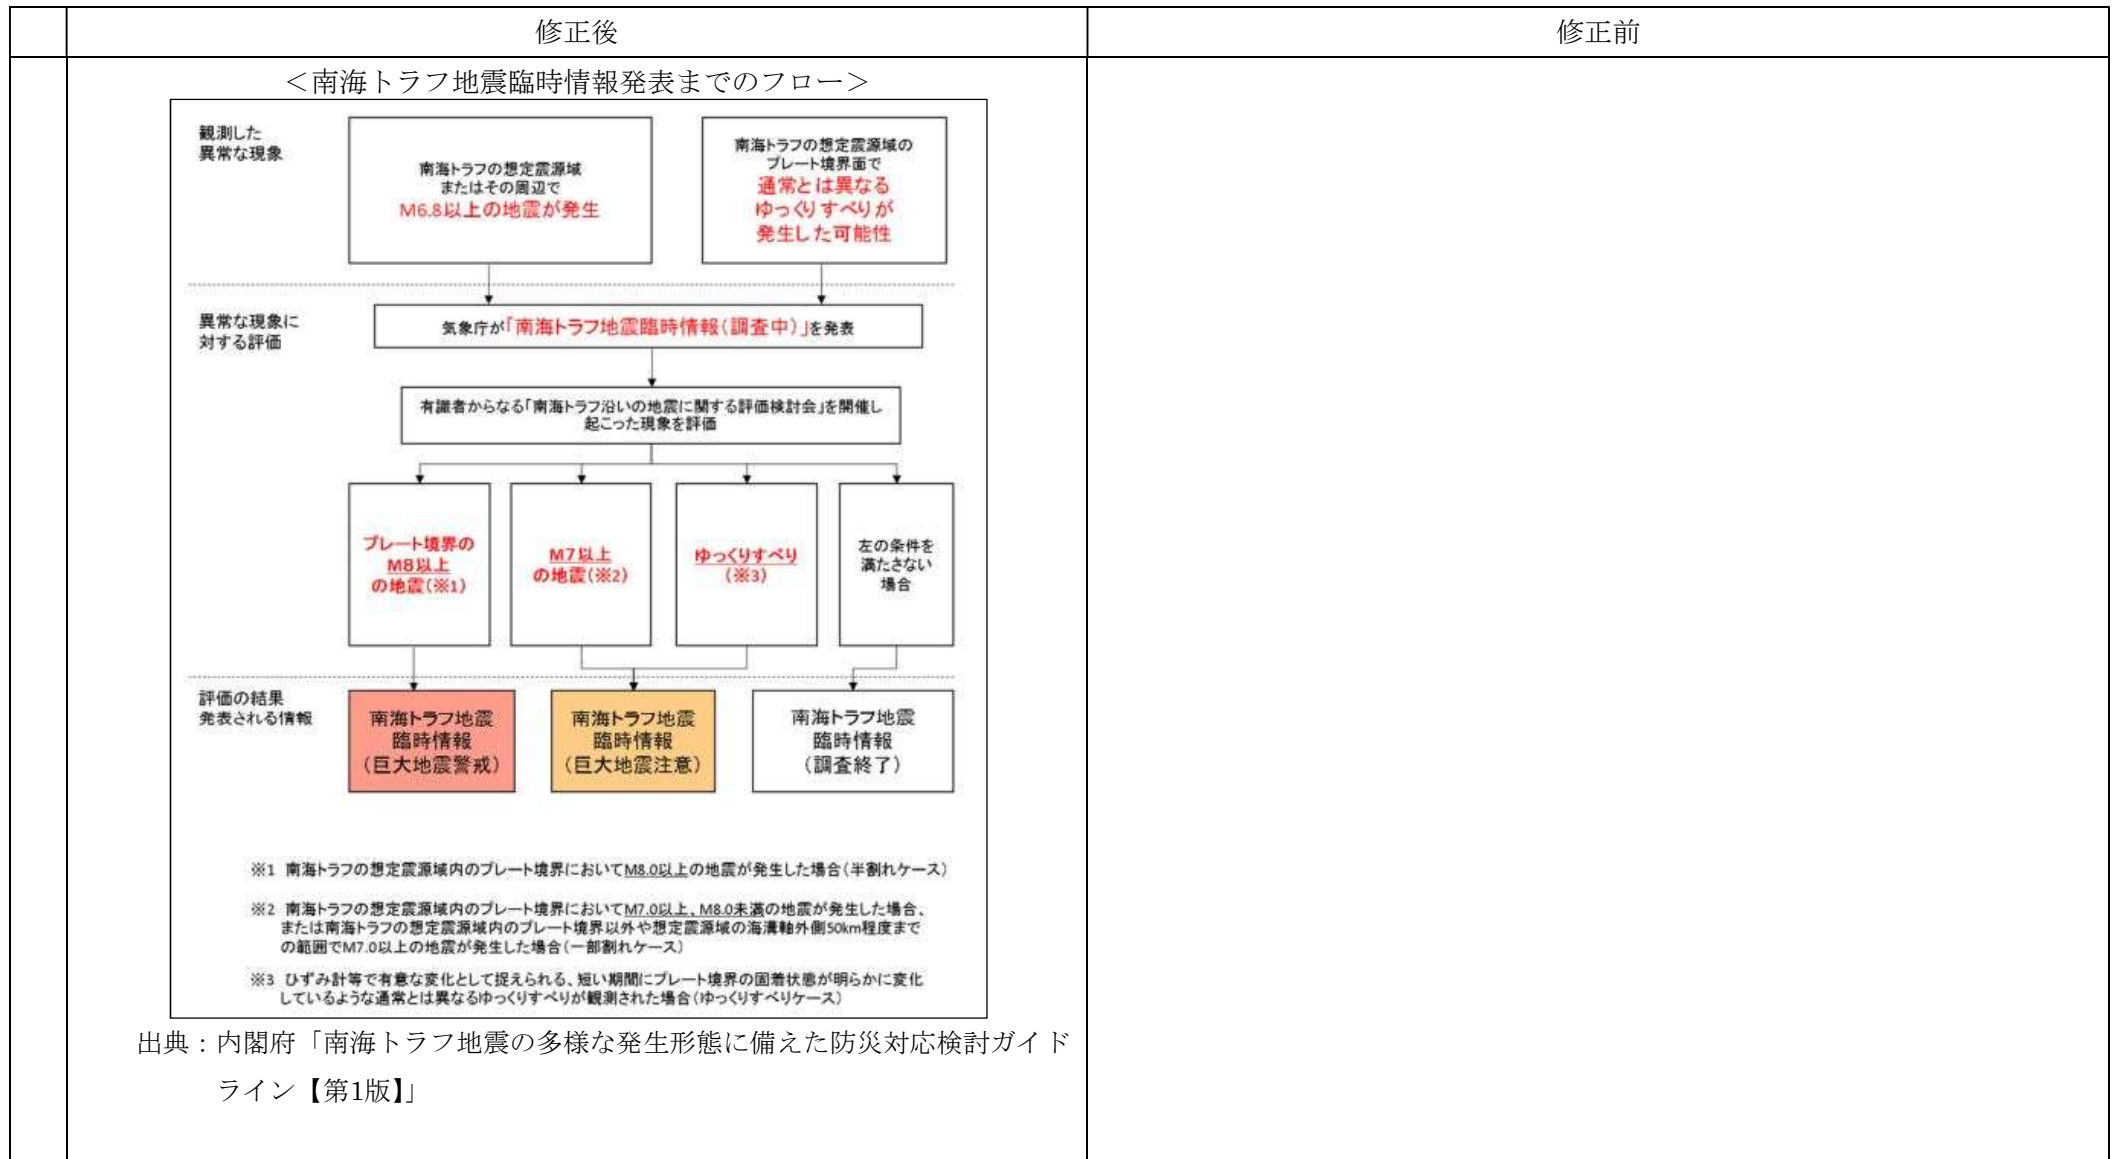 修正後
修正前
＜南海トラフ地震臨時情報発表までのフロー＞
観測した
異常な現象
南海トラフの想定震源域
またはその周辺で
M6.8以上の地震が発生
南海トラフの想定震源域の
プレート境界面で
通常とは異なる
ゆっくりすべりが
発生した可能性
異常な現象に
対する評価
気象庁が「南海トラフ地震臨時情報(調査中)」を発表
有識者からなる「南海トラフ沿いの地震に関する評価検討会」を開催し
起こった現象を評価
プレート境界の
M8以上
の地震(※1)
M7以上
の地震(※2)
ゆっくりすべり
(※3)
左の条件を
満たさない
場合
評価の結果
発表される情報
南海トラフ地震
臨時情報
(巨大地震警戒)
南海トラフ地震
臨時情報
(巨大地震注意)
南海トラフ地震
臨時情報
(調査終了)
※1 南海トラフの想定震源域内のプレート境界においてM8.0以上の地震が発生した場合(半割れケース)
※2 南海トラフの想定震源域内のプレート境界においてM7.0以上、M8.0未満の地震が発生した場合、
または南海トラフの想定震源域内のプレート境界以外や想定震源域の海溝軸外側50km程度まで
の範囲でM7.0以上の地震が発生した場合(一部割れケース)
※3 ひずみ計等で有意な変化として捉えられる、短い期間にプレート境界の固着状態が明らかに変化
しているような通常とは異なるゆっくりすべりが観測された場合(ゆっくりすべりケース)
出典：内閣府「南海トラフ地震の多様な発生形態に備えた防災対応検討ガイド
ライン【第1版】」